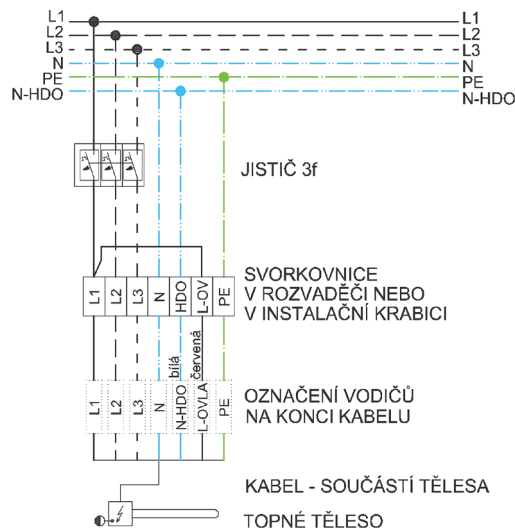 L1
L2
L3
N
PE
N-HDO
L1
L2
L3
N
PE
N-HDO
JISTIČ 3f
SVORKOVNICE
V ROZVADĚČI NEBO
V INSTALAČNÍ KRABICI
L1
L2
L3
N
HDO
L-OV
PE
bílá
červená
OZNAČENÍ VODIČŮ
NA KONCI KABELU
L1
L2
L3
N
N-HDO
L-OVLA
PE
KABEL - SOUČÁSTÍ TĚLESA
TOPNÉ TĚLESO